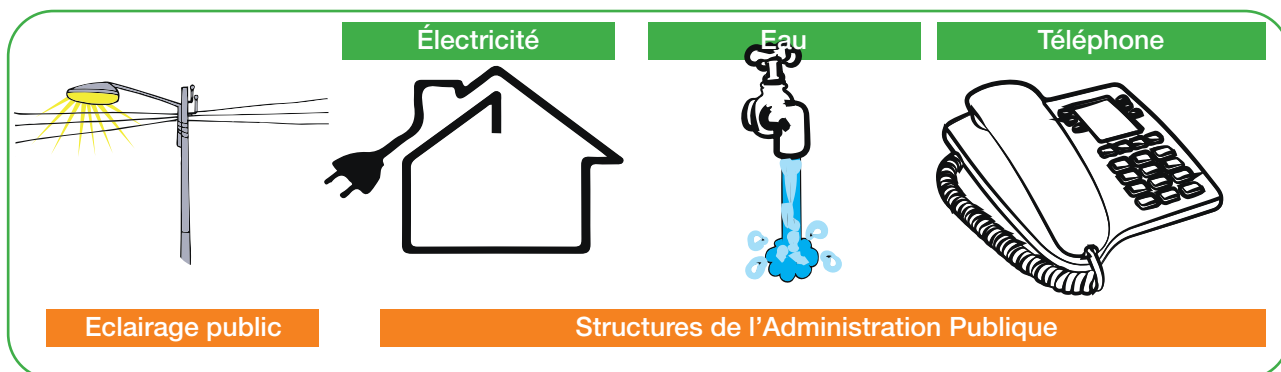 Électricité
Eau
Téléphone
Eclairage public
Structures de l'Administration Publique